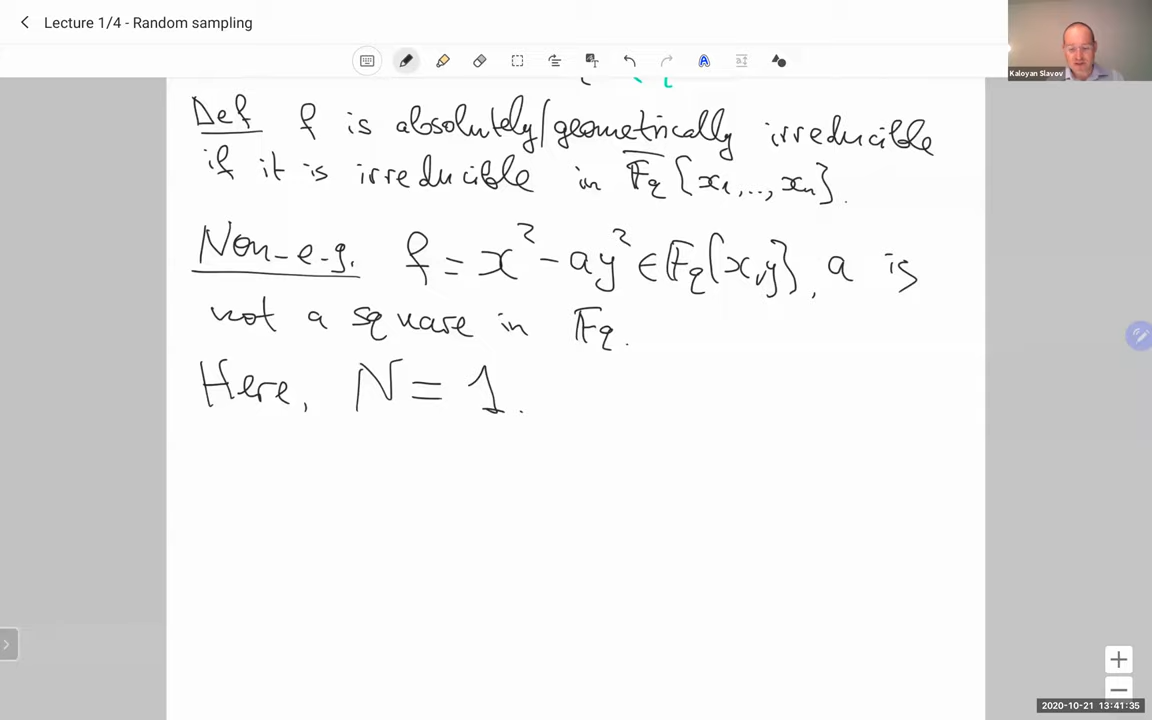 Lecture 1/4 - Random sampling
Kaloyan Slavov
Def f is absolutely/geometrically irreducible
if it is irreducible in F̅q[x₁,..,xₙ].
Non-e.g. f = x² - ay² ∈ Fq[x,y], a is
not a square in Fq.
Here, N = 1.
2020-10-21 13:41:35